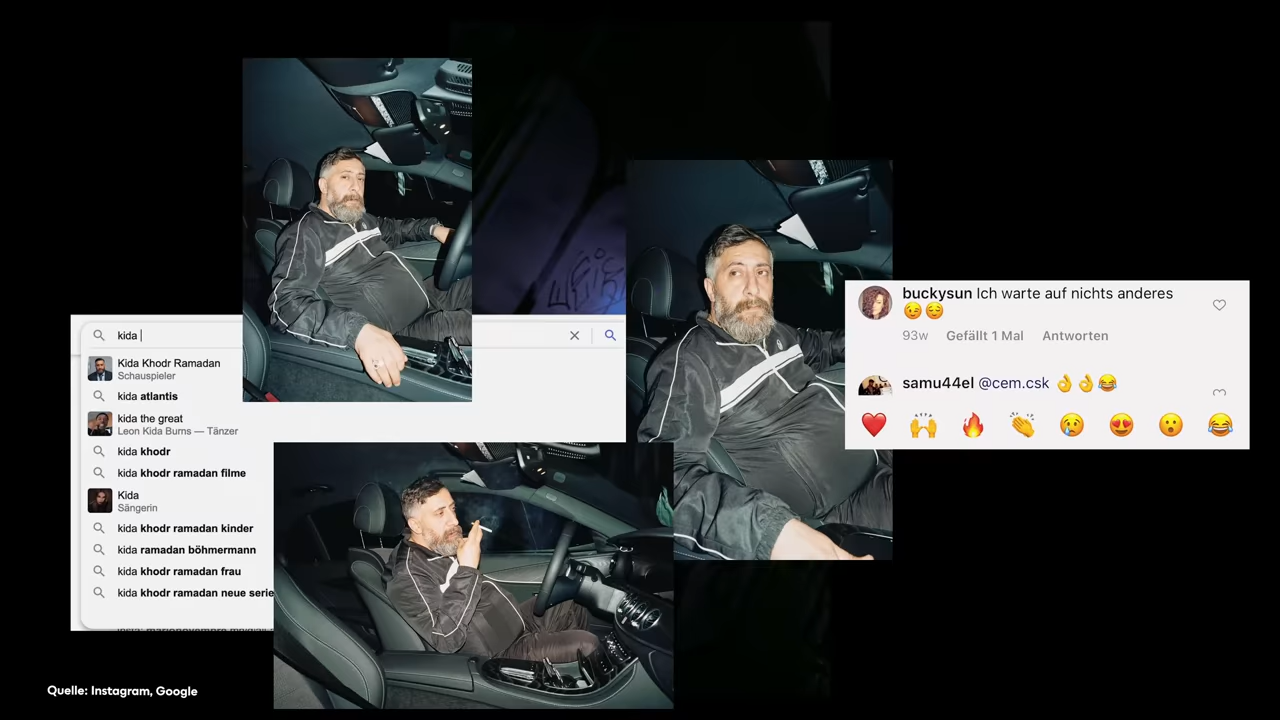 kida
Kida Khodr Ramadan
Schauspieler
kida atlantis
kida the great
Leon Kida Burns — Tänzer
kida khodr
kida khodr ramadan filme
Kida
Sängerin
kida khodr ramadan kinder
kida ramadan böhmermann
kida khodr ramadan frau
kida khodr ramadan neue serie
buckysun Ich warte auf nichts anderes
😉😌
93w Gefällt 1 Mal Antworten
samu44el @cem.csk 👌👌😂
❤️ 🙌 🔥 👏 😢 😍 😮 😂
Quelle: Instagram, Google